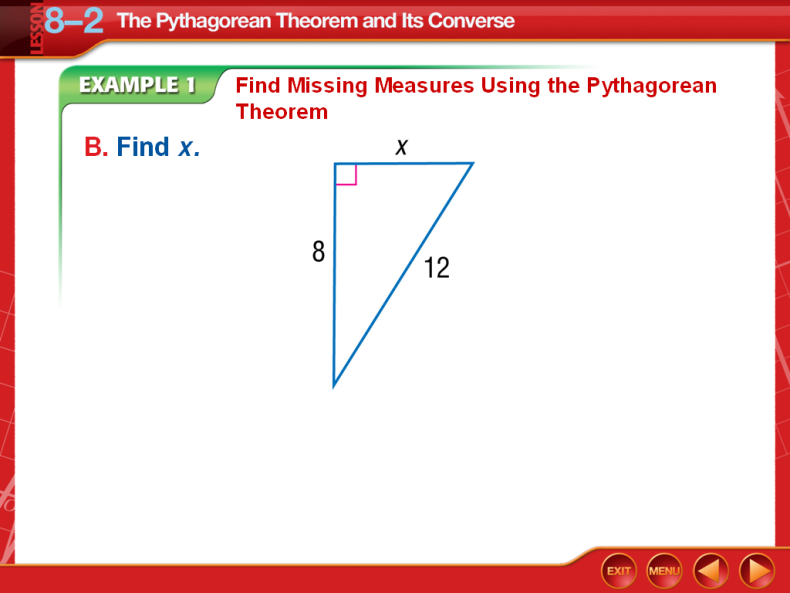 LESSON 8–2 The Pythagorean Theorem and Its Converse
EXAMPLE 1
Find Missing Measures Using the Pythagorean
Theorem
B. Find x.
x
8
12
EXIT
MENU